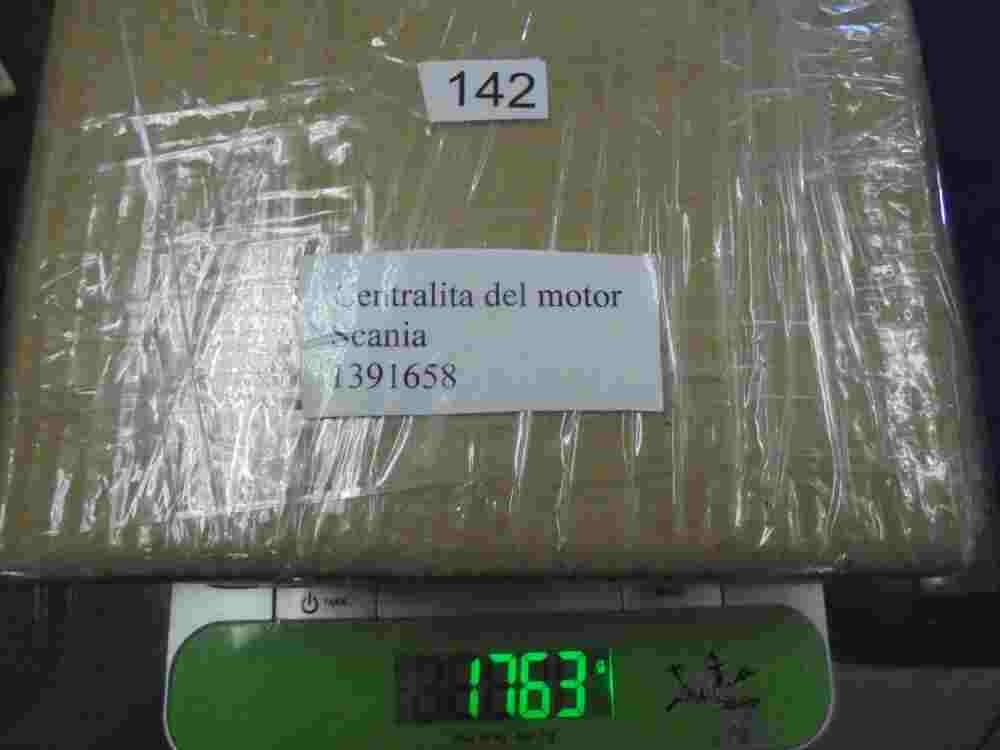 142
Centralita del motor
Scania
1391658
1763